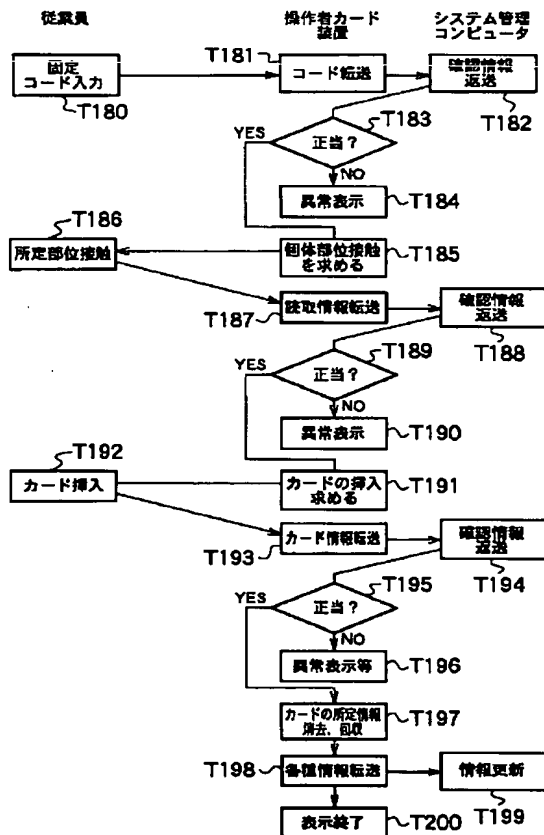 従業員
操作者カード
装置
システム管理
コンピュータ
T181
固定
コード入力
コード転送
確認情報
返送
T180
T182
YES
T183
正当？
NO
異常表示
T184
T186
所定部位接触
個体部位接触
を求める
T185
読取情報転送
確認情報
返送
T187
T188
YES
T189
正当？
NO
異常表示
T190
T192
カード挿入
カードの挿入
求める
T191
カード情報転送
確認情報
返送
T193
T194
YES
T195
正当？
NO
異常表示等
T196
カードの所定情報
消去、回収
T197
T198
各種情報転送
情報更新
T199
表示終了
T200